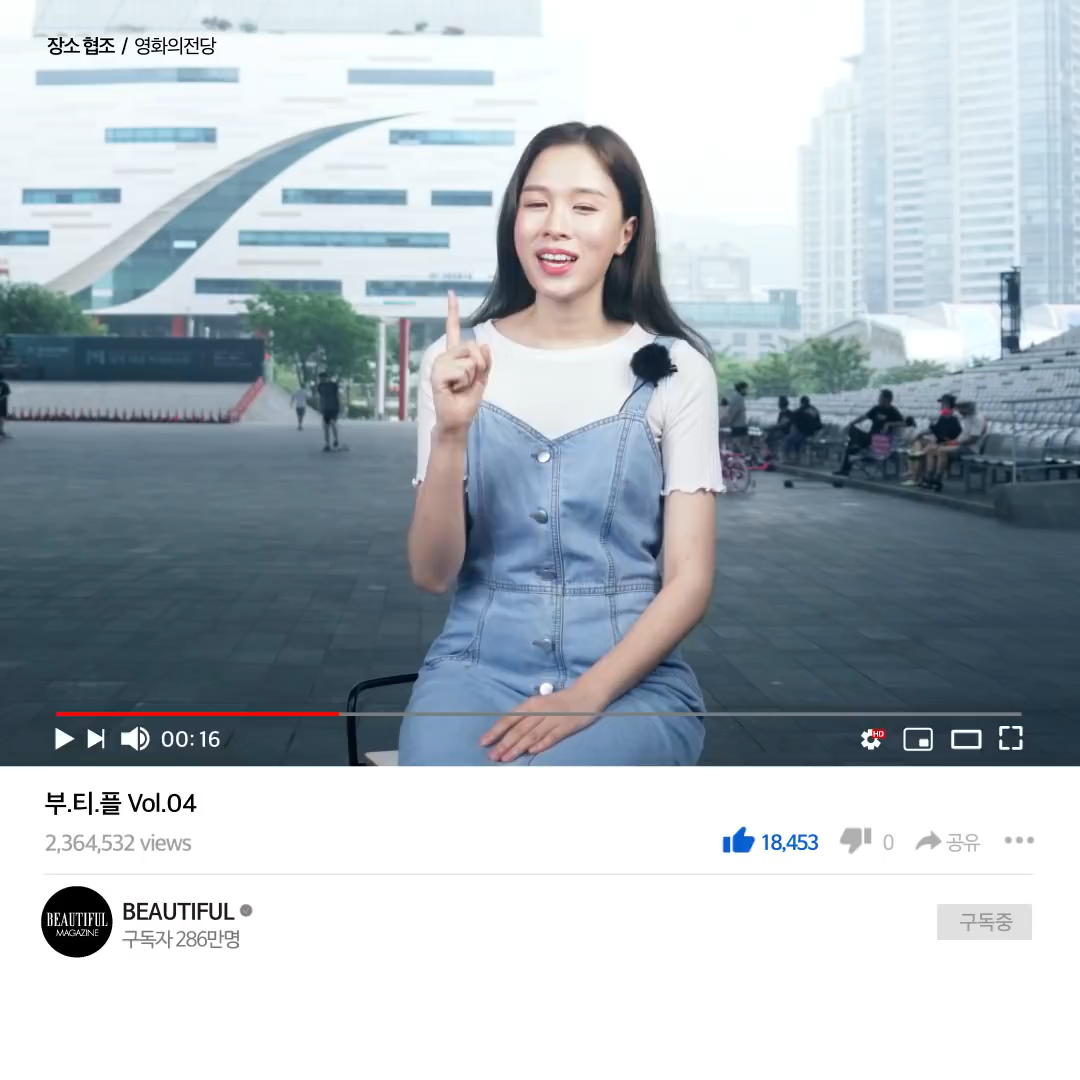 장소 협조 / 영화의전당
00:16
HD
부.티.플 Vol.04
2,364,532 views
18,453
0
공유
BEAUTIFUL
MAGAZINE
BEAUTIFUL
구독자 286만명
구독중